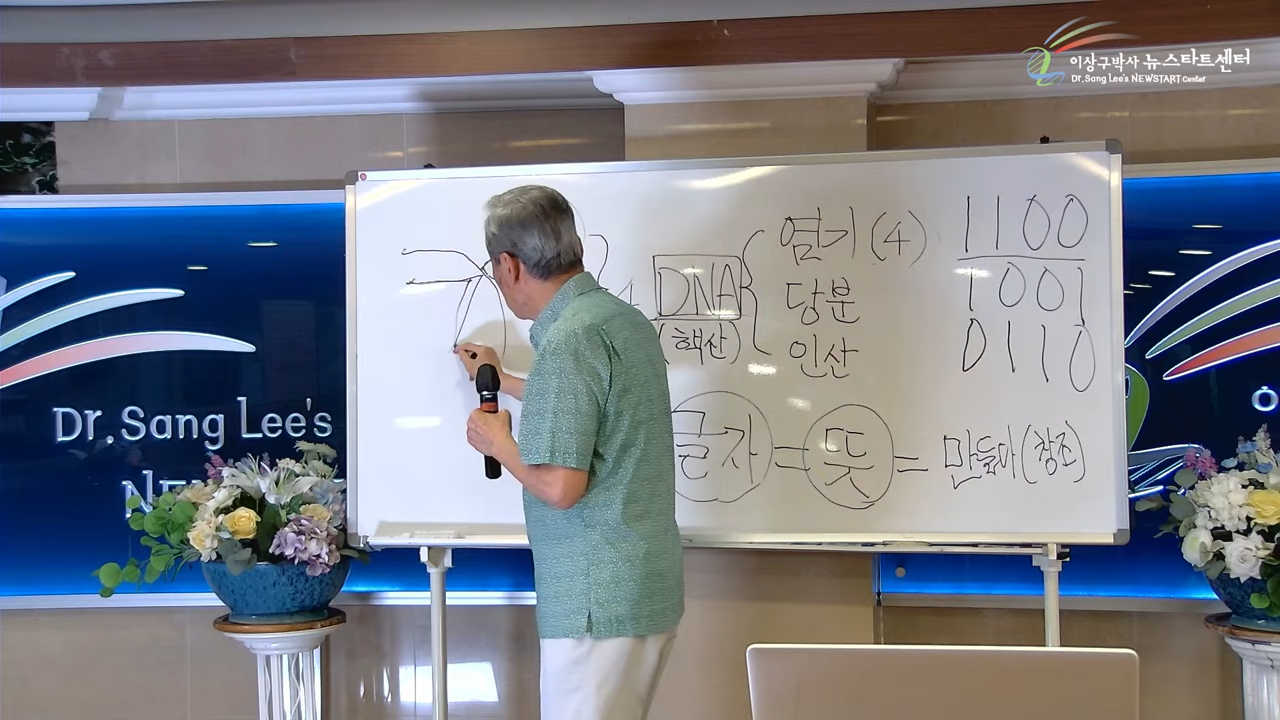 이상구박사 뉴스타트센터
Dr. Sang Lee's NEWSTART Center
염기(4) 1100
4 DNA 당분 1001
(핵산) 인산 0110
글자 = 뜻 = 만들다(창조)
Dr. Sang Lee's